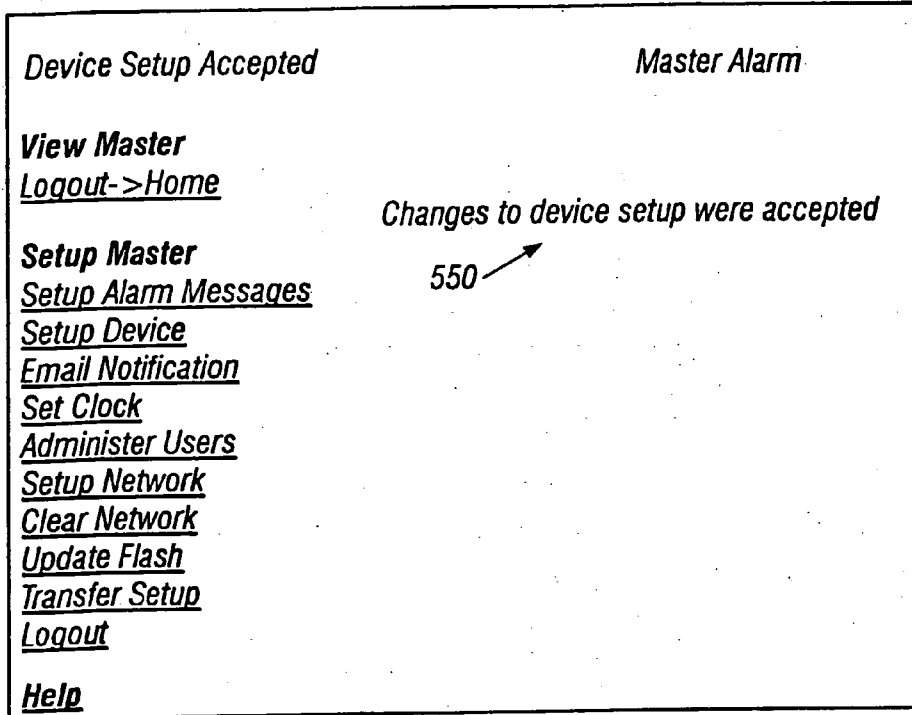 Device Setup Accepted Master Alarm
View Master
Logout->Home
Changes to device setup were accepted
550
Setup Master
Setup Alarm Messages
Setup Device
Email Notification
Set Clock
Administer Users
Setup Network
Clear Network
Update Flash
Transfer Setup
Logout
Help